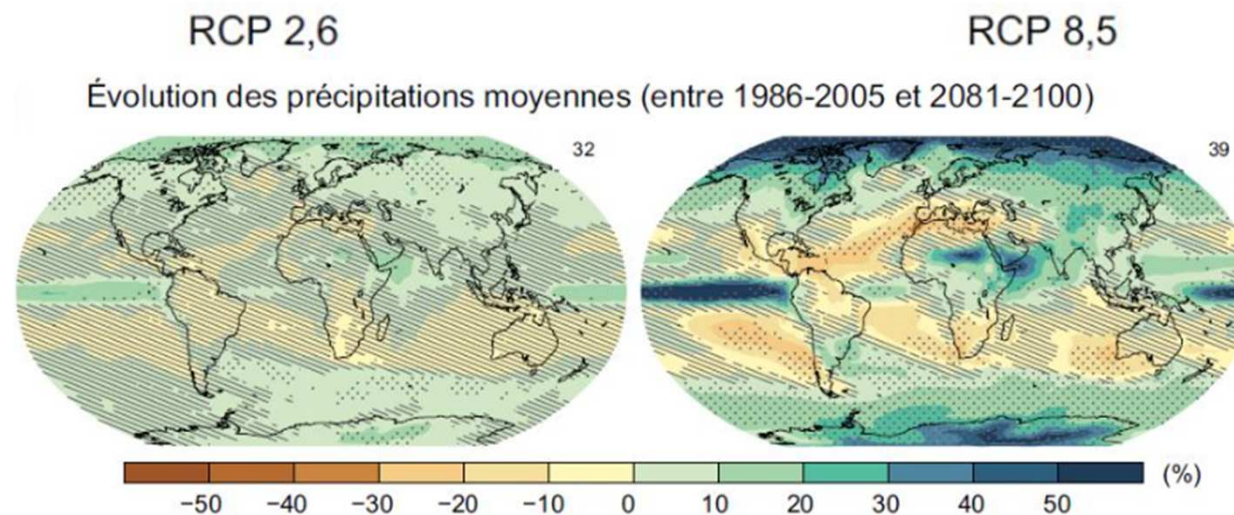 RCP 2,6
RCP 8,5
Évolution des précipitations moyennes (entre 1986-2005 et 2081-2100)
32
39
(%)
−50 −40 −30 −20 −10 0 10 20 30 40 50